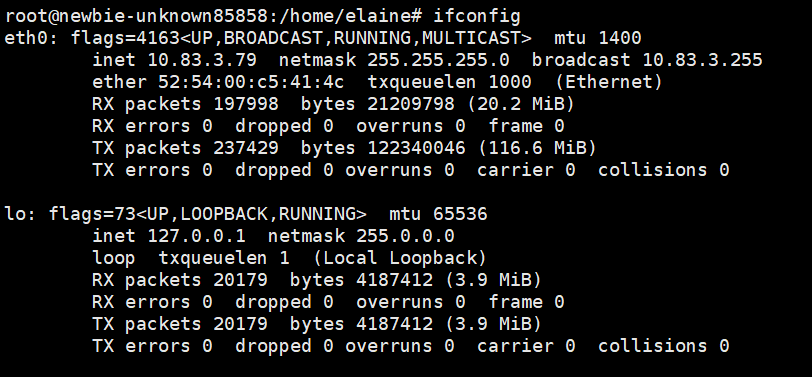 root@newbie-unknown85858:/home/elaine# ifconfig
eth0: flags=4163<UP,BROADCAST,RUNNING,MULTICAST>  mtu 1400
        inet 10.83.3.79  netmask 255.255.255.0  broadcast 10.83.3.255
        ether 52:54:00:c5:41:4c  txqueuelen 1000  (Ethernet)
        RX packets 197998  bytes 21209798 (20.2 MiB)
        RX errors 0  dropped 0  overruns 0  frame 0
        TX packets 237429  bytes 122340046 (116.6 MiB)
        TX errors 0  dropped 0 overruns 0  carrier 0  collisions 0

lo: flags=73<UP,LOOPBACK,RUNNING>  mtu 65536
        inet 127.0.0.1  netmask 255.0.0.0
        loop  txqueuelen 1  (Local Loopback)
        RX packets 20179  bytes 4187412 (3.9 MiB)
        RX errors 0  dropped 0  overruns 0  frame 0
        TX packets 20179  bytes 4187412 (3.9 MiB)
        TX errors 0  dropped 0 overruns 0  carrier 0  collisions 0